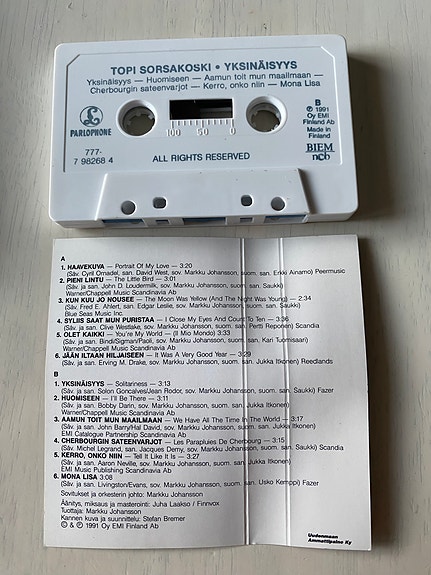 TOPI SORSAKOSKI • YKSINÄISYYS
Yksinäisyys — Huomiseen — Aamun toit mun maailmaan —
Cherbourgin sateenvarjot — Kerro, onko niin — Mona Lisa
B
℗ 1991
Oy EMI
Finland Ab
Made in
Finland
BIEM
ncb
PARLOPHONE
777-
7 98268 4
100 50 0
ALL RIGHTS RESERVED
A
1. HAAVEKUVA – Portrait Of My Love – 3:20
(Säv. Cyril Ornadel, san. David West, sov. Markku Johansson, suom. san. Erkki Ainamo) Peermusic
2. PIENI LINTU – The Little Bird – 3:01
(Säv. ja san. John D. Loudermilk, sov. Markku Johansson, suom. san. Saukki)
Warner/Chappell Music Scandinavia Ab
3. KUN KUU JO NOUSEE – The Moon Was Yellow (And The Night Was Young) – 2:34
(Säv. Fred E. Ahlert, san. Edgar Leslie, sov. Markku Johansson, suom. san. Saukki)
Blue Seas Music Inc.
4. SYLIIS SAAT MUN PURISTAA – I Close My Eyes And Count To Ten – 3:36
(Säv. ja san. Clive Westlake, sov. Markku Johansson, suom. san. Pertti Reponen) Scandia
5. OLET KAIKKI – You're My World – (Il Mio Mondo) – 3:33
(Säv. ja san. Bindi/Sigman/Paoli, sov. Markku Johansson, suom. san. Kari Tuomisaari)
Warner/Chappell Music Scandinavia Ab
6. JÄÄN ILTAAN HILJAISEEN – It Was A Very Good Year – 3:29
(Säv. ja san. Erving M. Drake, sov. Markku Johansson, suom. san. Jukka Itkonen) Reedlands
B
1. YKSINÄISYYS – Solitariness – 3:13
(Säv. ja san. Solon Goncalves/Jean Rodor, sov. Markku Johansson, suom. san. Saukki) Fazer
2. HUOMISEEN – I'll Be There – 3:11
(Säv. ja san. Bobby Darin, sov. Markku Johansson, suom. san. Jukka Itkonen)
Warner/Chappell Music Scandinavia Ab
3. AAMUN TOIT MUN MAAILMAAN – We Have All The Time In The World – 3:17
(Säv. ja san. John Barry/Hal David, sov. Markku Johansson, suom. san. Jukka Itkonen)
EMI Catalogue Partnership Scandinavia Ab
4. CHERBOURGIN SATEENVARJOT – Les Parapluies De Cherbourg – 3:15
(Säv. Michel Legrand, san. Jacques Demy, sov. Markku Johansson, suom. san. Saukki) Scandia
5. KERRO, ONKO NIIN – Tell It Like It Is – 3:27
(Säv. ja san. Aaron Neville, sov. Markku Johansson, suom. san. Jukka Itkonen)
EMI Music Publishing Scandinavia Ab
6. MONA LISA 3:08
(Säv. ja san. Livingston/Evans, sov. Markku Johansson, suom. san. Usko Kemppi) Fazer
Sovitukset ja orkesterin johto: Markku Johansson
Äänitys, miksaus ja masterointi: Juha Laakso / Finnvox
Tuottaja: Markku Johansson
Kannen kuva ja suunnittelu: Stefan Bremer
© & ℗ 1991 Oy EMI Finland Ab
Uudenmaan
Ammattipaino Ky